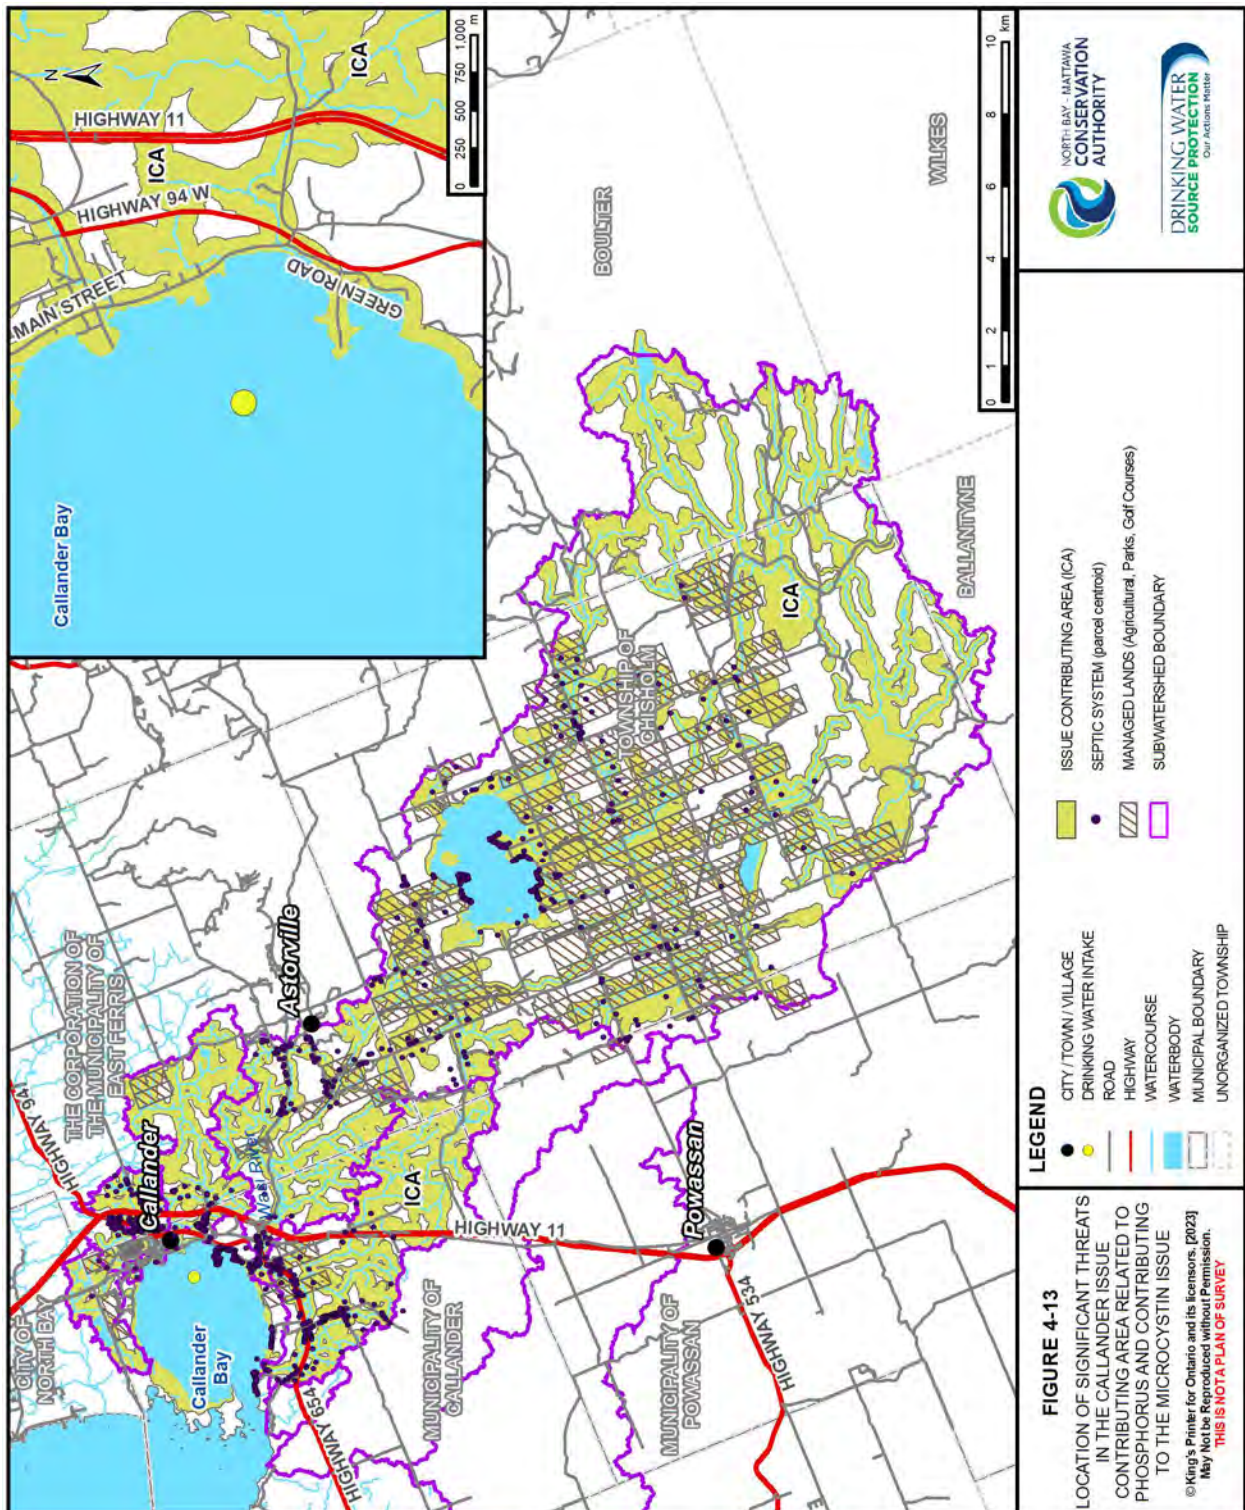 Callander Bay
MAIN STREET
HIGHWAY 94 W
HIGHWAY 11
GREEN ROAD
ICA
ICA
N
0 250 500 750 1,000
m
CITY OF
NORTH BAY
HIGHWAY 94
THE CORPORATION OF
THE MUNICIPALITY OF
EAST FERRIS
Callander
Callander
Bay
Wasi River
Astorville
HIGHWAY 654
MUNICIPALITY OF
CALLANDER
ICA
HIGHWAY 11
MUNICIPALITY OF
POWASSAN
Powassan
HIGHWAY 534
TOWNSHIP OF
CHISHOLM
ICA
BOULTER
WILKES
BALLANTYNE
0 1 2 4 6 8 10
km
FIGURE 4-13
LOCATION OF SIGNIFICANT THREATS
IN THE CALLANDER ISSUE
CONTRIBUTING AREA RELATED TO
PHOSPHORUS AND CONTRIBUTING
TO THE MICROCYSTIN ISSUE
©King's Printer for Ontario and its licensors. [2023]
May Not be Reproduced without Permission.
THIS IS NOT A PLAN OF SURVEY
LEGEND
CITY / TOWN / VILLAGE
DRINKING WATER INTAKE
ROAD
HIGHWAY
WATERCOURSE
WATERBODY
MUNICIPAL BOUNDARY
UNORGANIZED TOWNSHIP
ISSUE CONTRIBUTING AREA (ICA)
SEPTIC SYSTEM (parcel centroid)
MANAGED LANDS (Agricultural, Parks, Golf Courses)
SUBWATERSHED BOUNDARY
NORTH BAY - MATTAWA
CONSERVATION
AUTHORITY
DRINKING WATER
SOURCE PROTECTION
Our Actions Matter